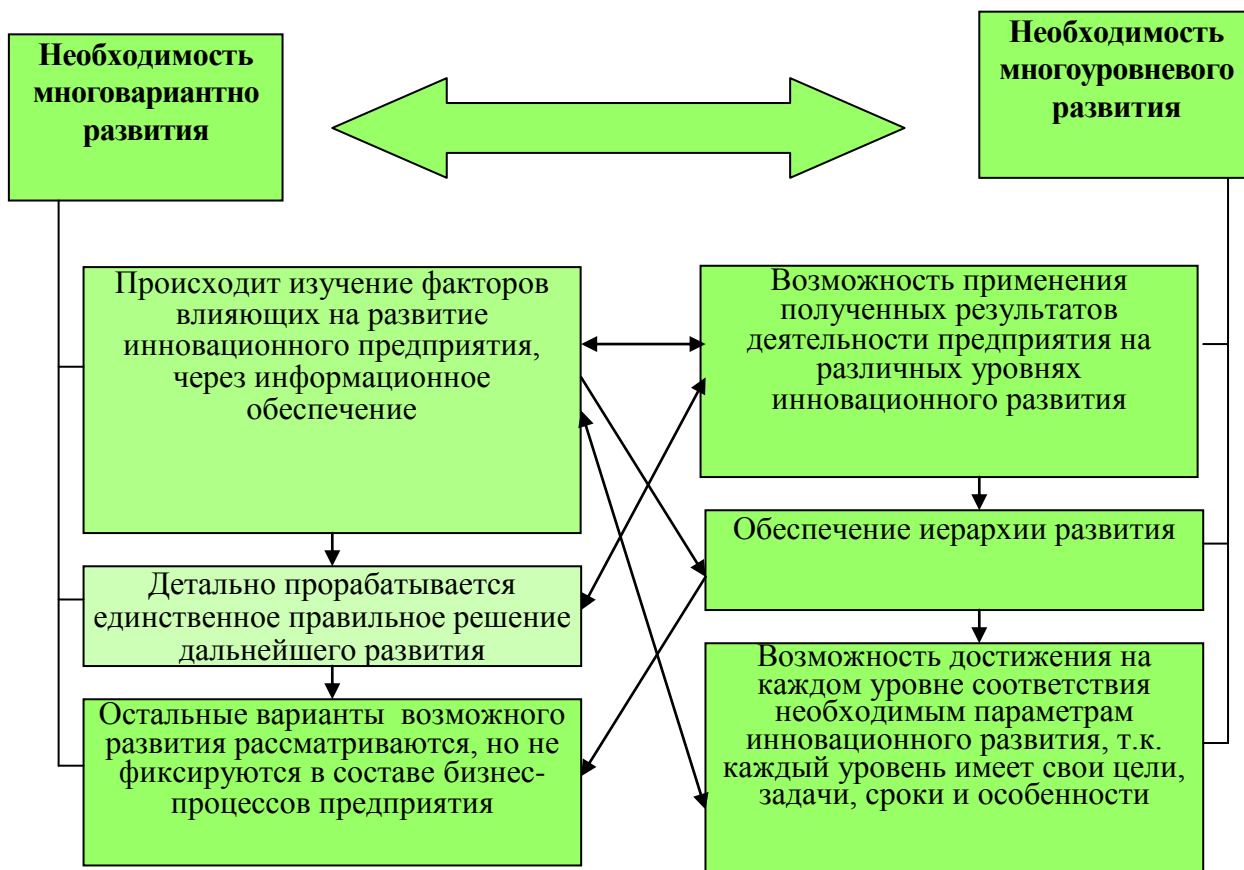 Необходимость
многовариантно
развития
Необходимость
многоуровневого
развития
Происходит изучение факторов
влияющих на развитие
инновационного предприятия,
через информационное
обеспечение
Детально прорабатывается
единственное правильное решение
дальнейшего развития
Остальные варианты возможного
развития рассматриваются, но не
фиксируются в составе бизнес-
процессов предприятия
Возможность применения
полученных результатов
деятельности предприятия на
различных уровнях
инновационного развития
Обеспечение иерархии развития
Возможность достижения на
каждом уровне соответствия
необходимым параметрам
инновационного развития, т.к.
каждый уровень имеет свои цели,
задачи, сроки и особенности